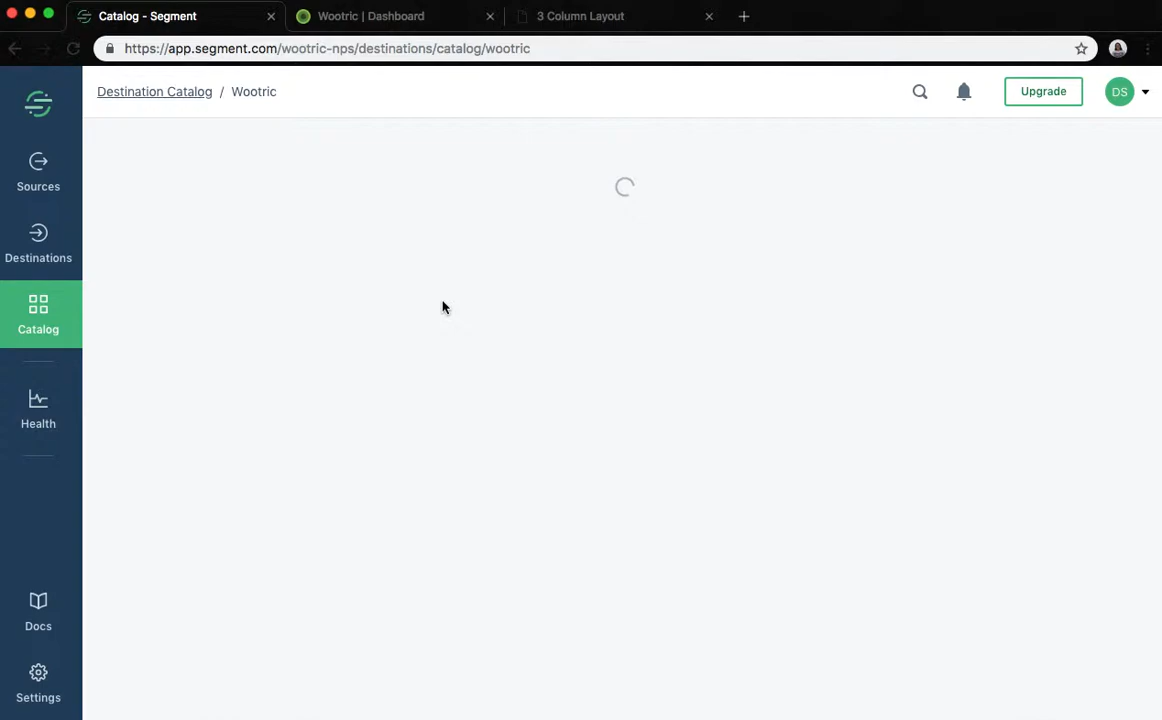 Catalog - Segment
Wootric | Dashboard
3 Column Layout
https://app.segment.com/wootric-nps/destinations/catalog/wootric
Destination Catalog / Wootric
Upgrade
DS
Sources
Destinations
Catalog
Health
Docs
Settings